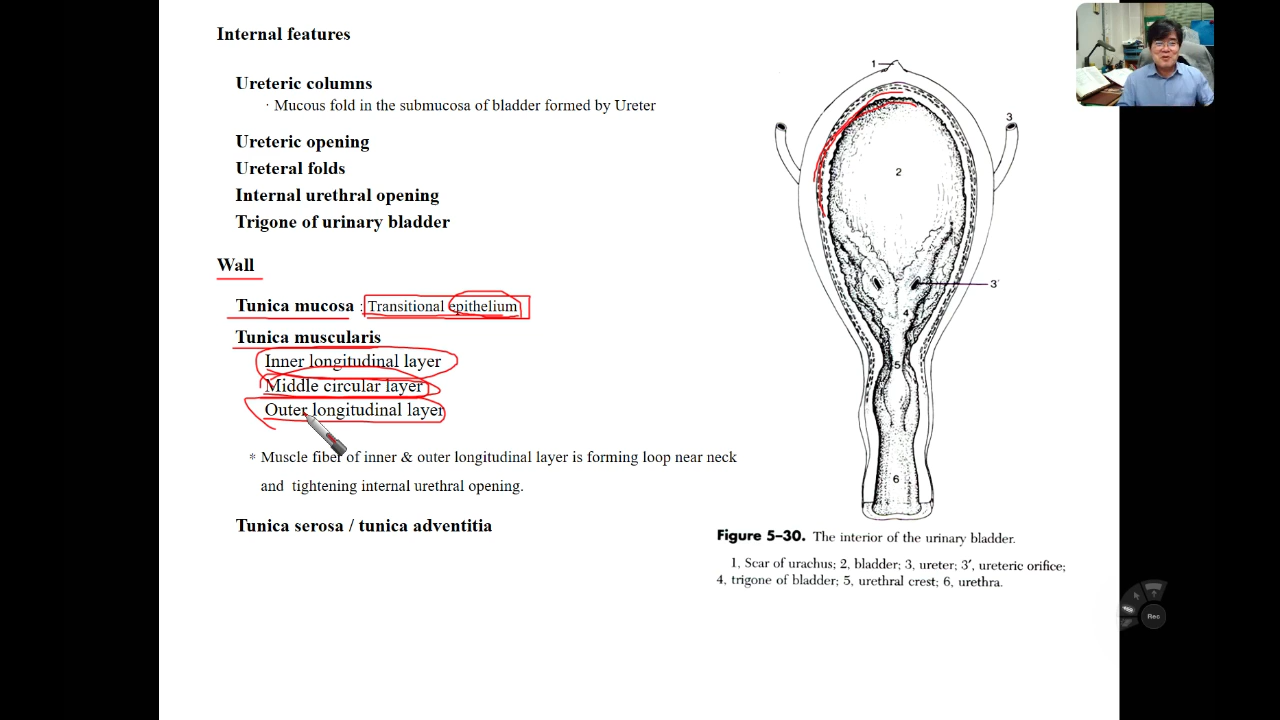 Internal features
Ureteric columns
· Mucous fold in the submucosa of bladder formed by Ureter
Ureteric opening
Ureteral folds
Internal urethral opening
Trigone of urinary bladder
Wall
Tunica mucosa : Transitional epithelium
Tunica muscularis
Inner longitudinal layer
Middle circular layer
Outer longitudinal layer
* Muscle fiber of inner & outer longitudinal layer is forming loop near neck
and tightening internal urethral opening.
Tunica serosa / tunica adventitia
1
3
2
3′
4
5
6
Figure 5–30. The interior of the urinary bladder.
1, Scar of urachus; 2, bladder; 3, ureter; 3′, ureteric orifice;
4, trigone of bladder; 5, urethral crest; 6, urethra.
Rec